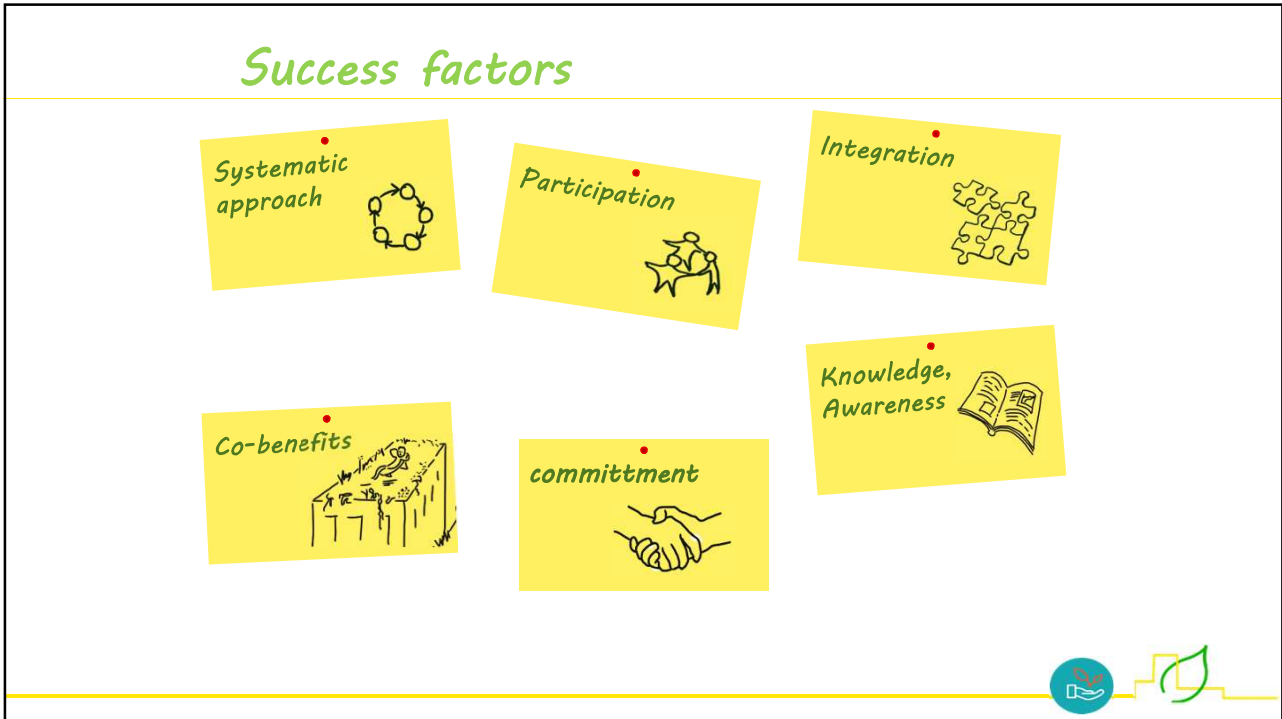 Success factors
Systematic
approach
Participation
Integration
Co-benefits
committment
Knowledge,
Awareness